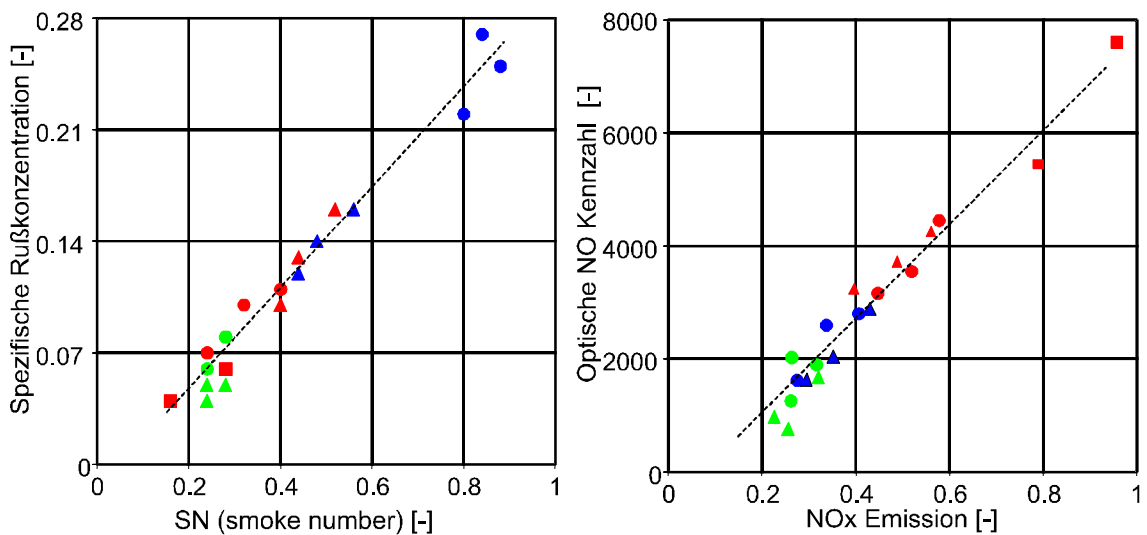 Spezifische Rußkonzentration [-]
0.28
0.21
0.14
0.07
0
0 0.2 0.4 0.6 0.8 1
SN (smoke number) [-]
Optische NO Kennzahl [-]
8000
6000
4000
2000
0
0 0.2 0.4 0.6 0.8 1
NOx Emission [-]